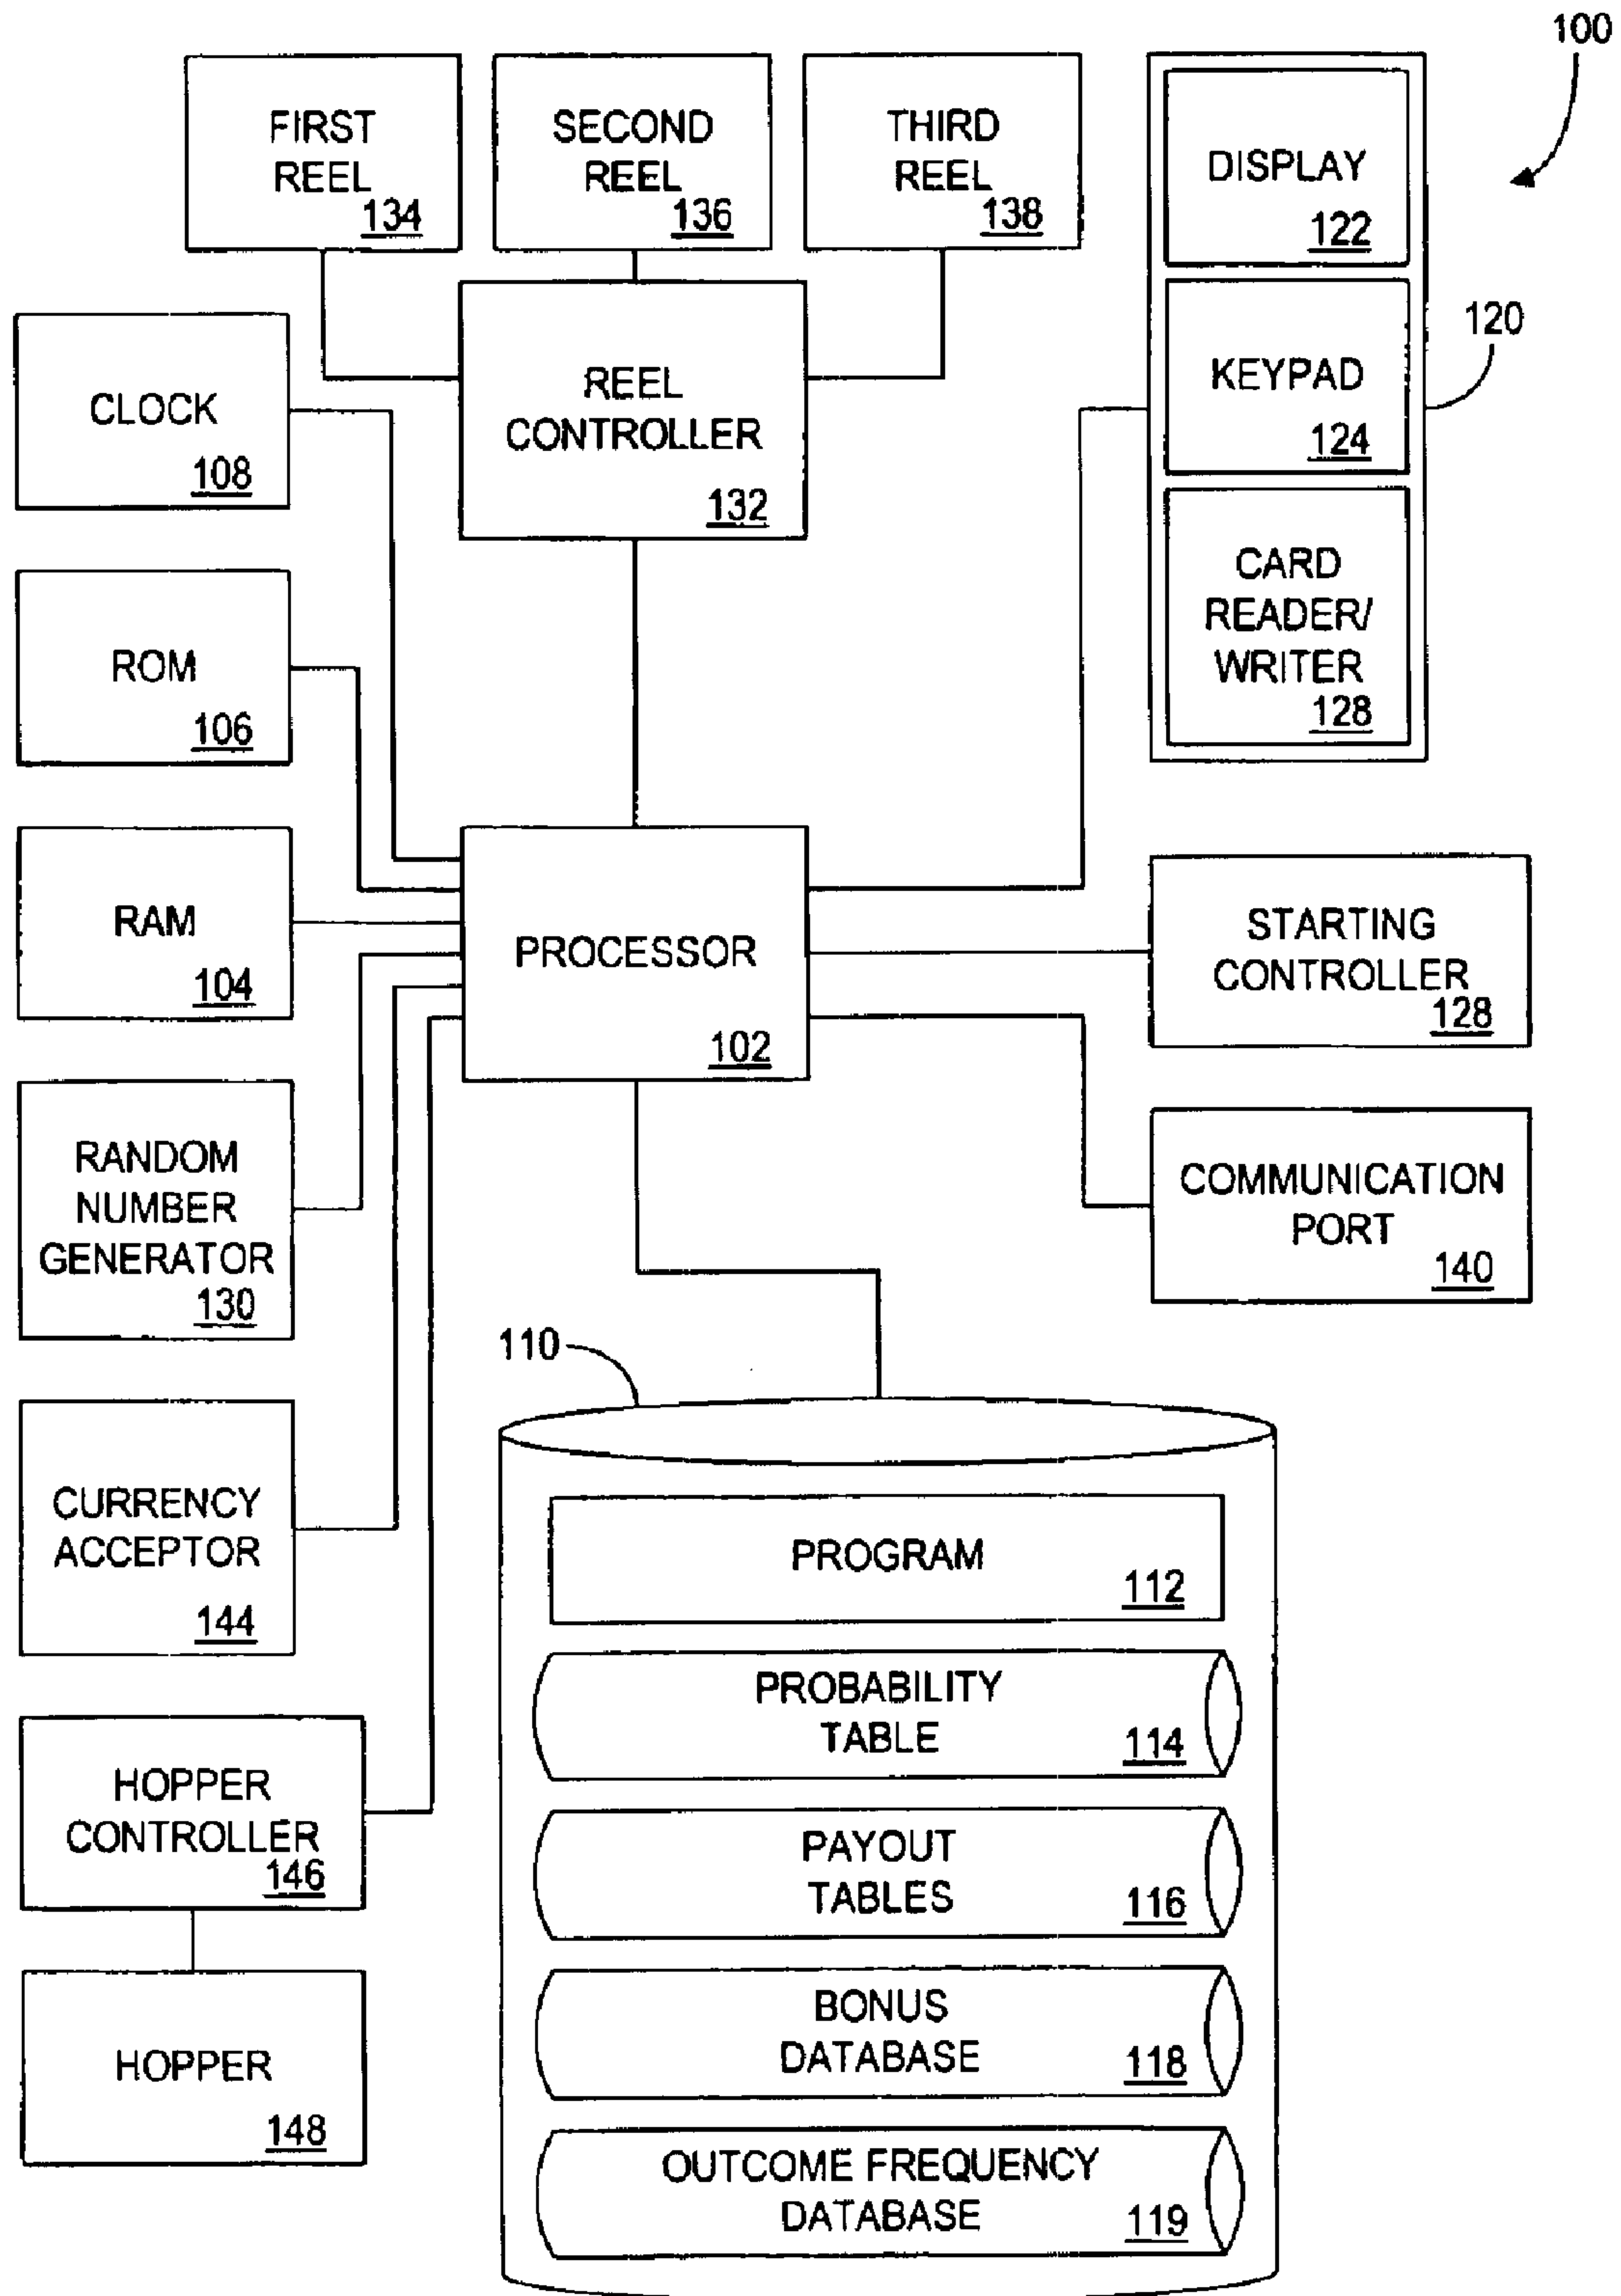 100
FIRST
REEL
134
SECOND
REEL
136
THIRD
REEL
138
DISPLAY
122
KEYPAD
124
CARD
READER/
WRITER
128
120
CLOCK
108
REEL
CONTROLLER
132
ROM
106
RAM
104
PROCESSOR
102
STARTING
CONTROLLER
128
RANDOM
NUMBER
GENERATOR
130
COMMUNICATION
PORT
140
CURRENCY
ACCEPTOR
144
HOPPER
CONTROLLER
146
HOPPER
148
110
PROGRAM
112
PROBABILITY
TABLE
114
PAYOUT
TABLES
116
BONUS
DATABASE
118
OUTCOME FREQUENCY
DATABASE
119